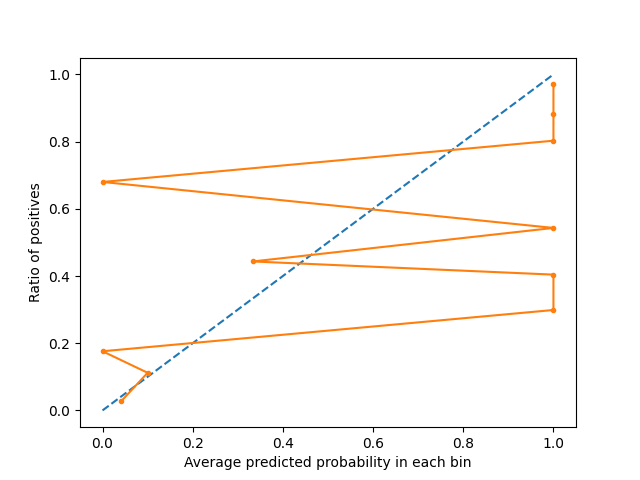 1.0
0.8
0.6
0.4
0.2
0.0
Ratio of positives
0.0 0.2 0.4 0.6 0.8 1.0
Average predicted probability in each bin